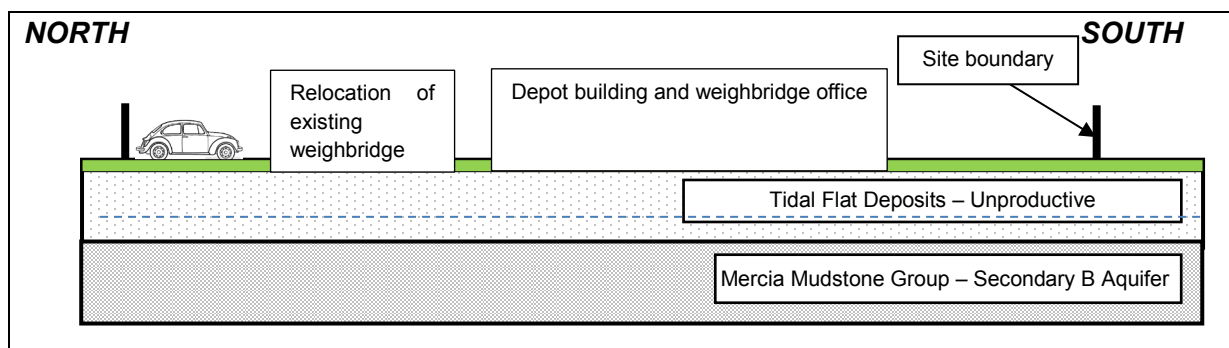 NORTH
SOUTH
Site boundary
Relocation of
existing
weighbridge
Depot building and weighbridge office
Tidal Flat Deposits – Unproductive
Mercia Mudstone Group – Secondary B Aquifer